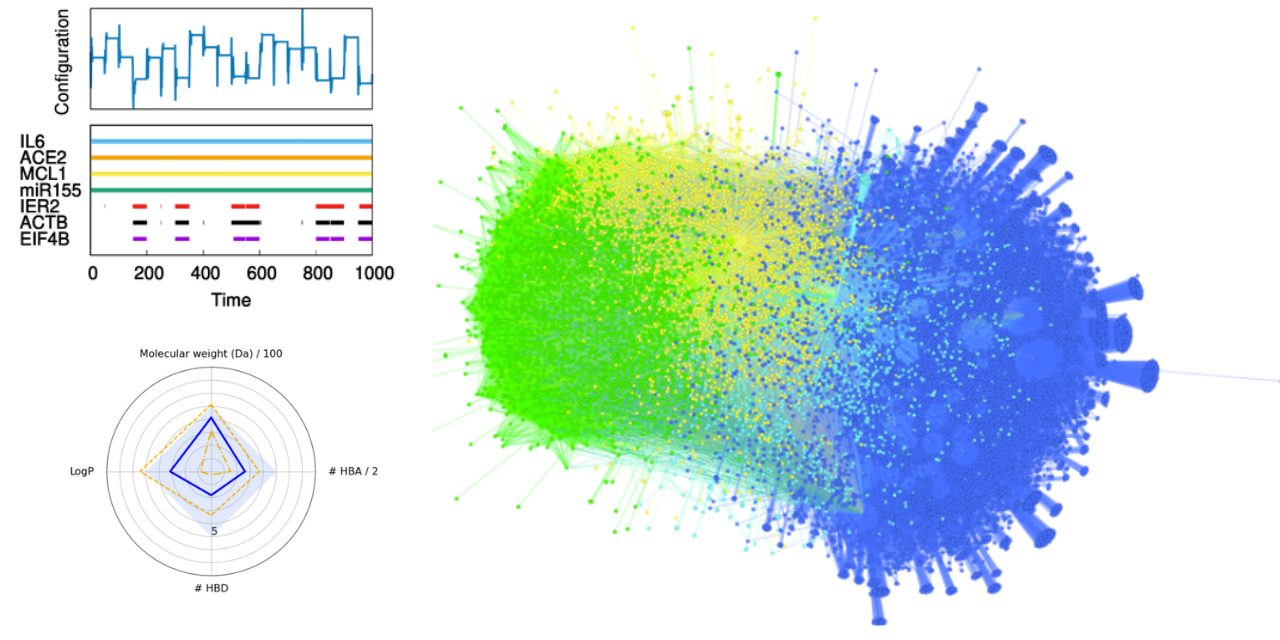 Configuration
IL6
ACE2
MCL1
miR155
IER2
ACTB
EIF4B
0 200 400 600 800 1000
Time
Molecular weight (Da) / 100
LogP
# HBA / 2
5
# HBD